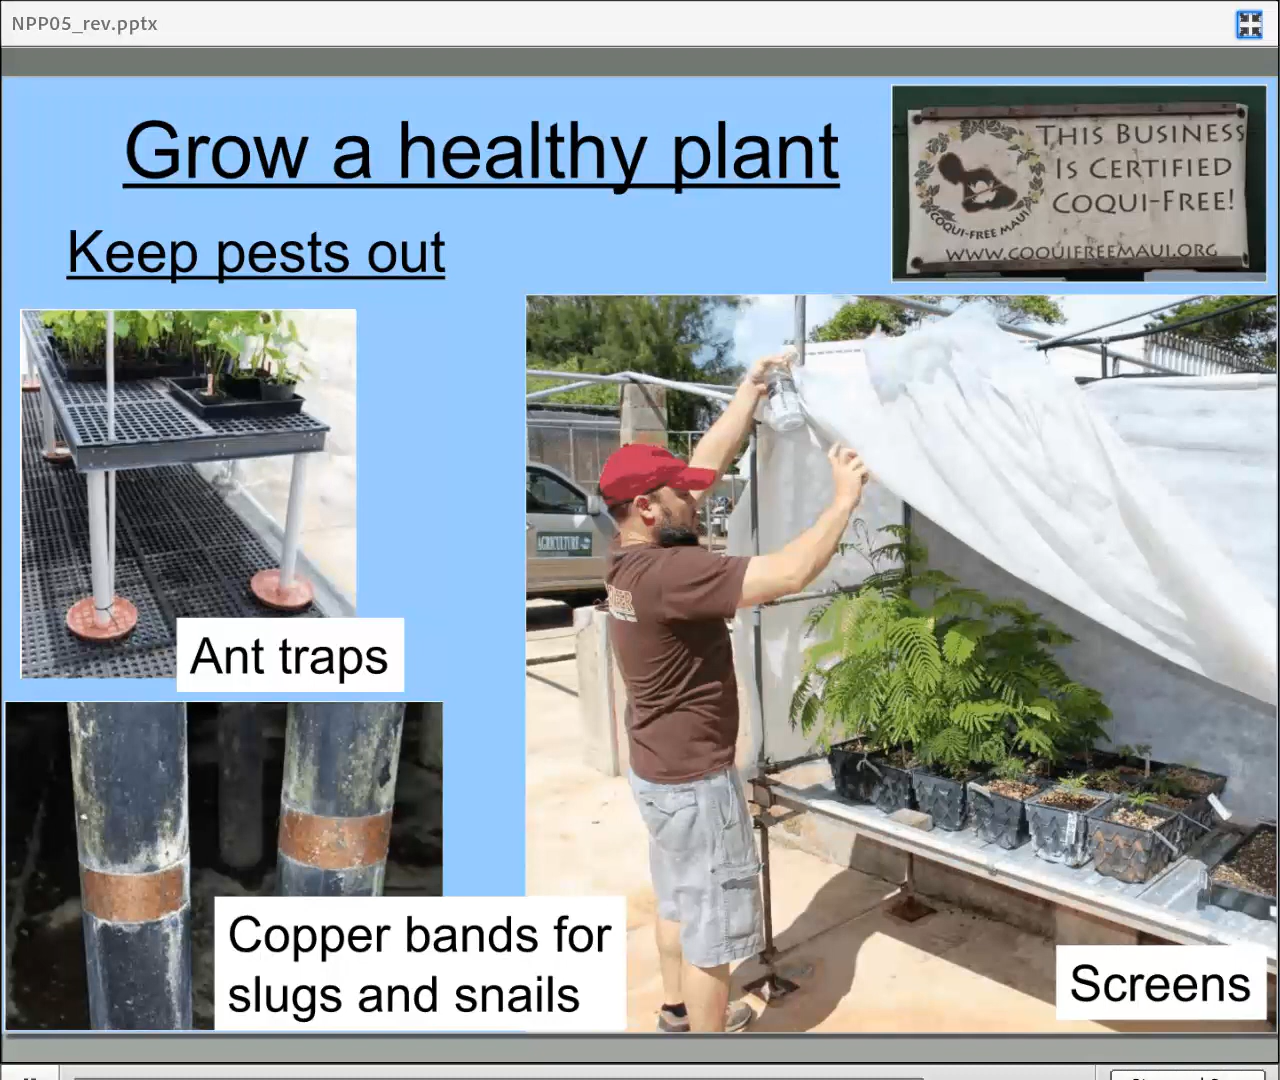 NPP05_rev.pptx
Grow a healthy plant
THIS BUSINESS
IS CERTIFIED
COQUI-FREE!
COQUI-FREE MAUI
WWW.COQUIFREEMAUI.ORG
Keep pests out
AGRICULTURE
Ant traps
Copper bands for
slugs and snails
Screens